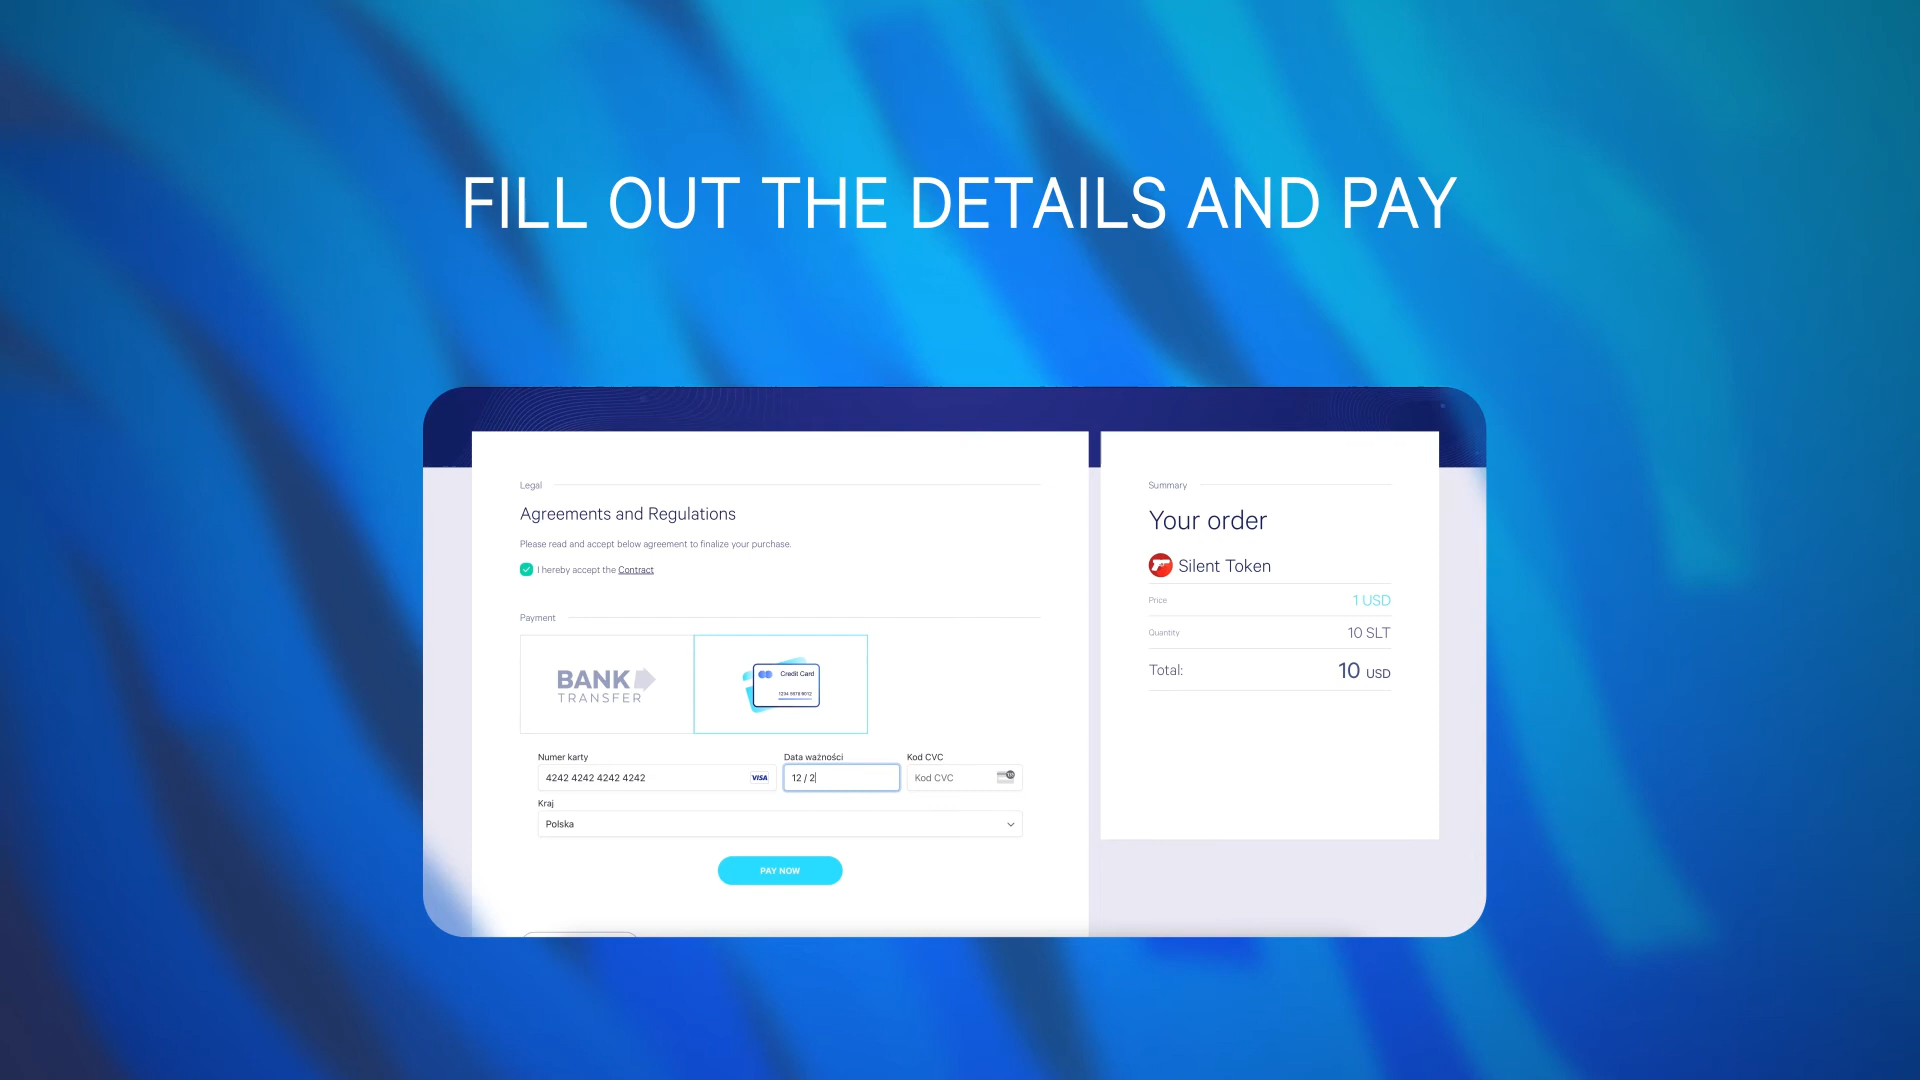 FILL OUT THE DETAILS AND PAY
Legal
Agreements and Regulations
Please read and accept below agreement to finalize your purchase.
I hereby accept the Contract
Payment
BANK
TRANSFER
Credit Card
1234 5678 9012
Numer karty
Data ważności
Kod CVC
4242 4242 4242 4242
VISA
12 / 2
Kod CVC
Kraj
Polska
PAY NOW
Summary
Your order
Silent Token
Price
1 USD
Quantity
10 SLT
Total:
10 USD